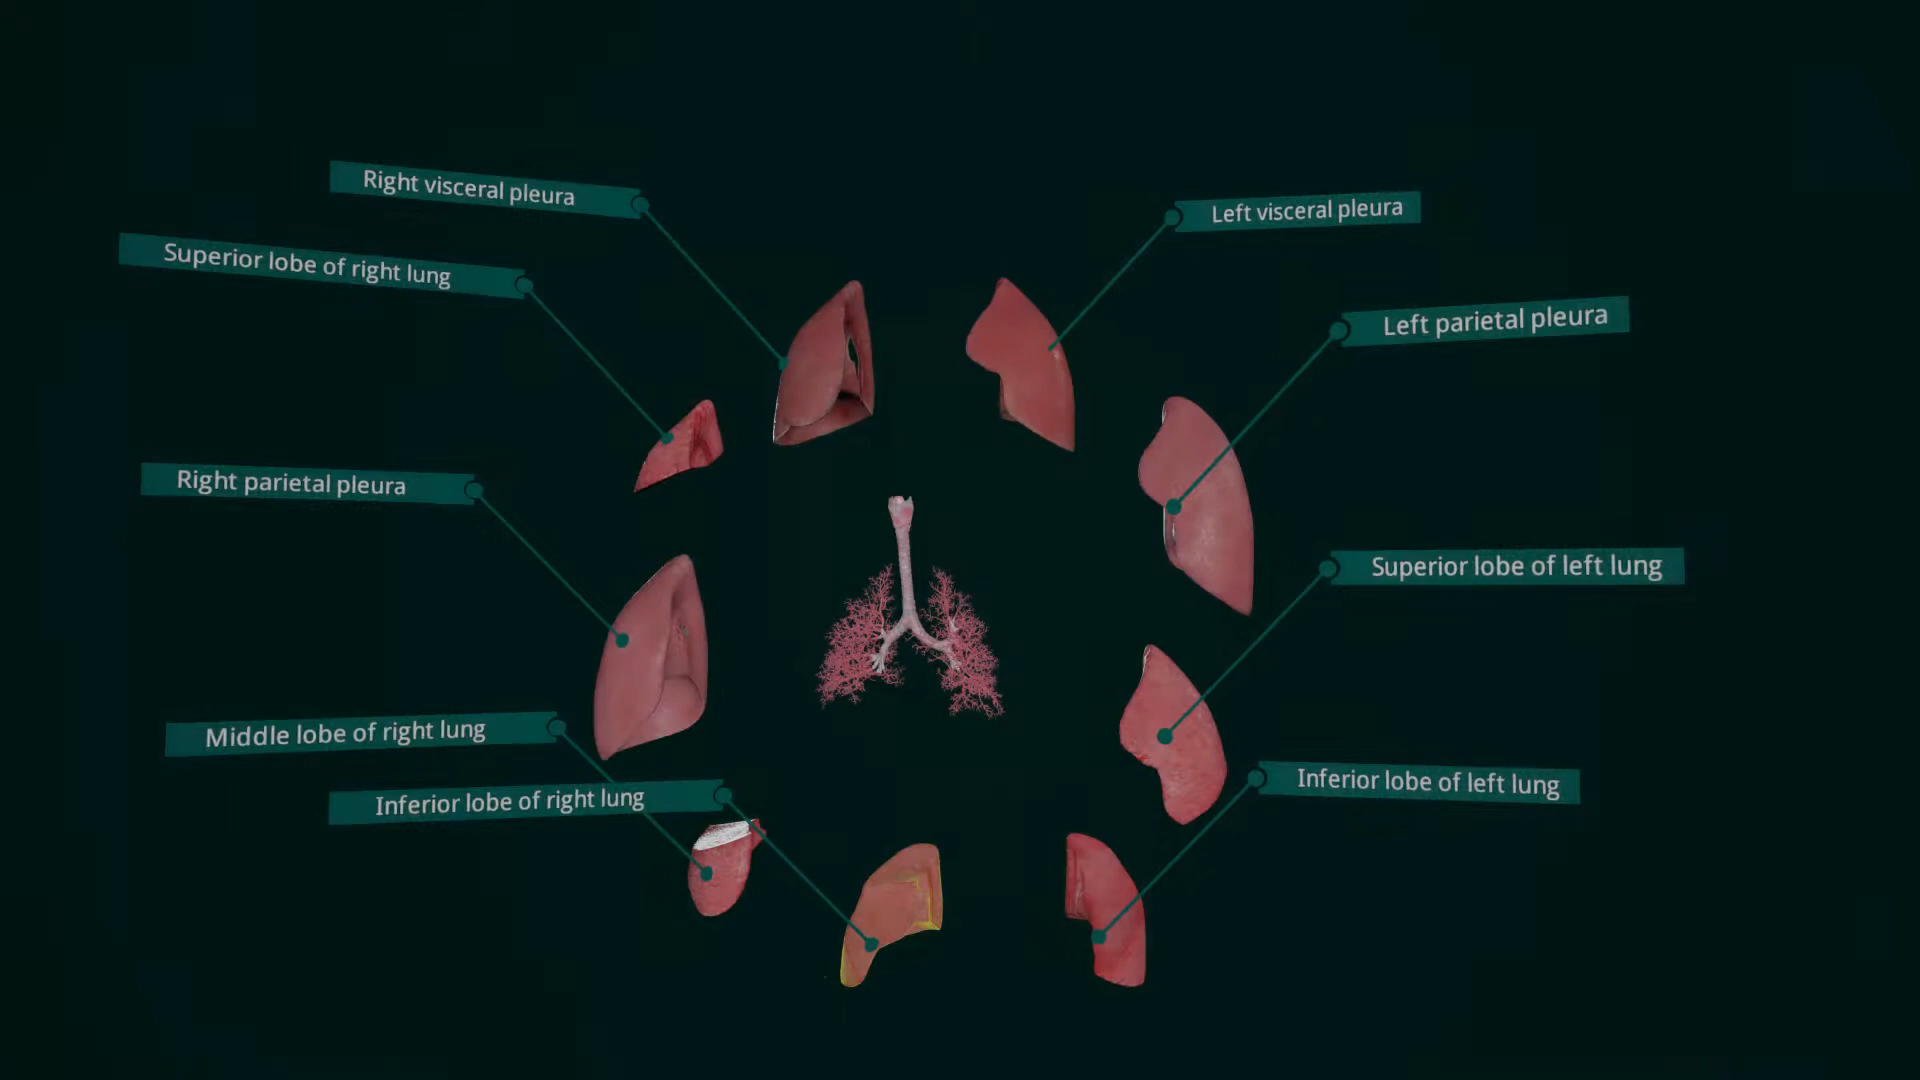 Right visceral pleura
Left visceral pleura
Superior lobe of right lung
Left parietal pleura
Right parietal pleura
Superior lobe of left lung
Middle lobe of right lung
Inferior lobe of left lung
Inferior lobe of right lung